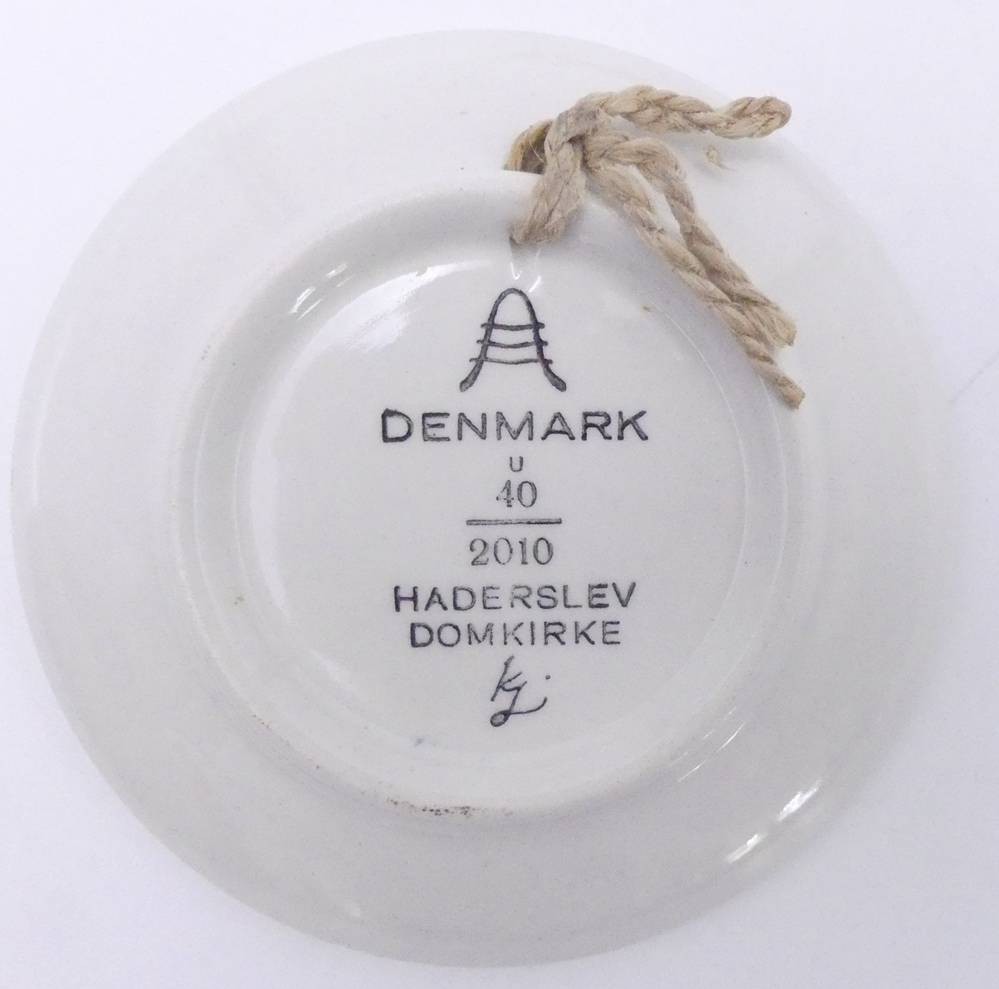 DENMARK
U
40
2010
HADERSLEV
DOMKIRKE